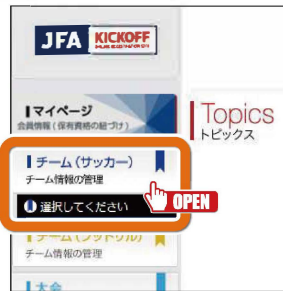 JFA KICKOFF
マイページ
会員情報(保有資格の紐づけ)
Topics
トピックス
チーム(サッカー)
チーム情報の管理
選択してください
OPEN
チーム(フットサル)
チーム情報の管理
大会